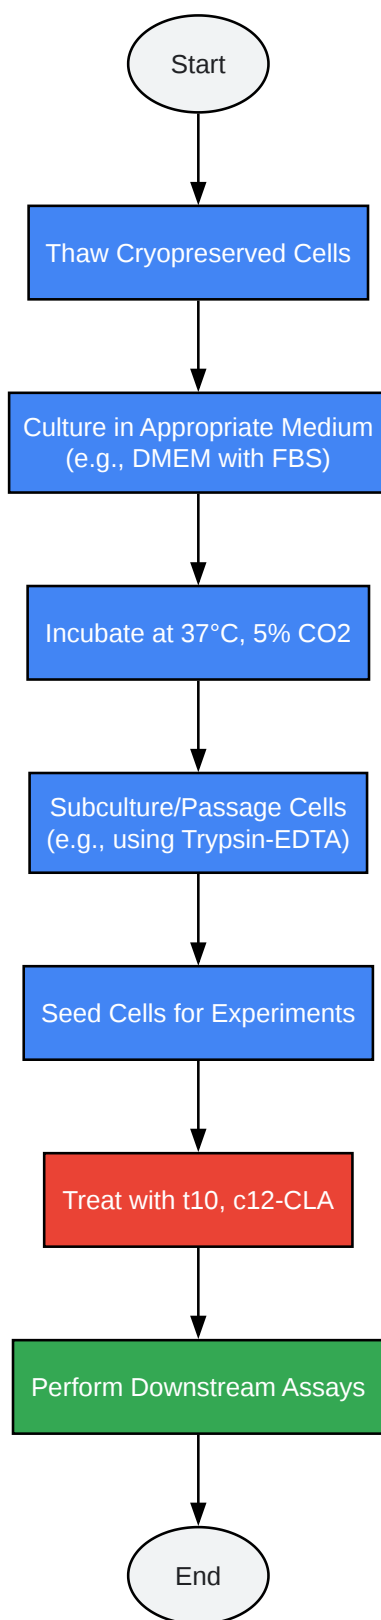 Start
Thaw Cryopreserved Cells
Culture in Appropriate Medium
(e.g., DMEM with FBS)
Incubate at 37°C, 5% CO2
Subculture/Passage Cells
(e.g., using Trypsin-EDTA)
Seed Cells for Experiments
Treat with t10, c12-CLA
Perform Downstream Assays
End